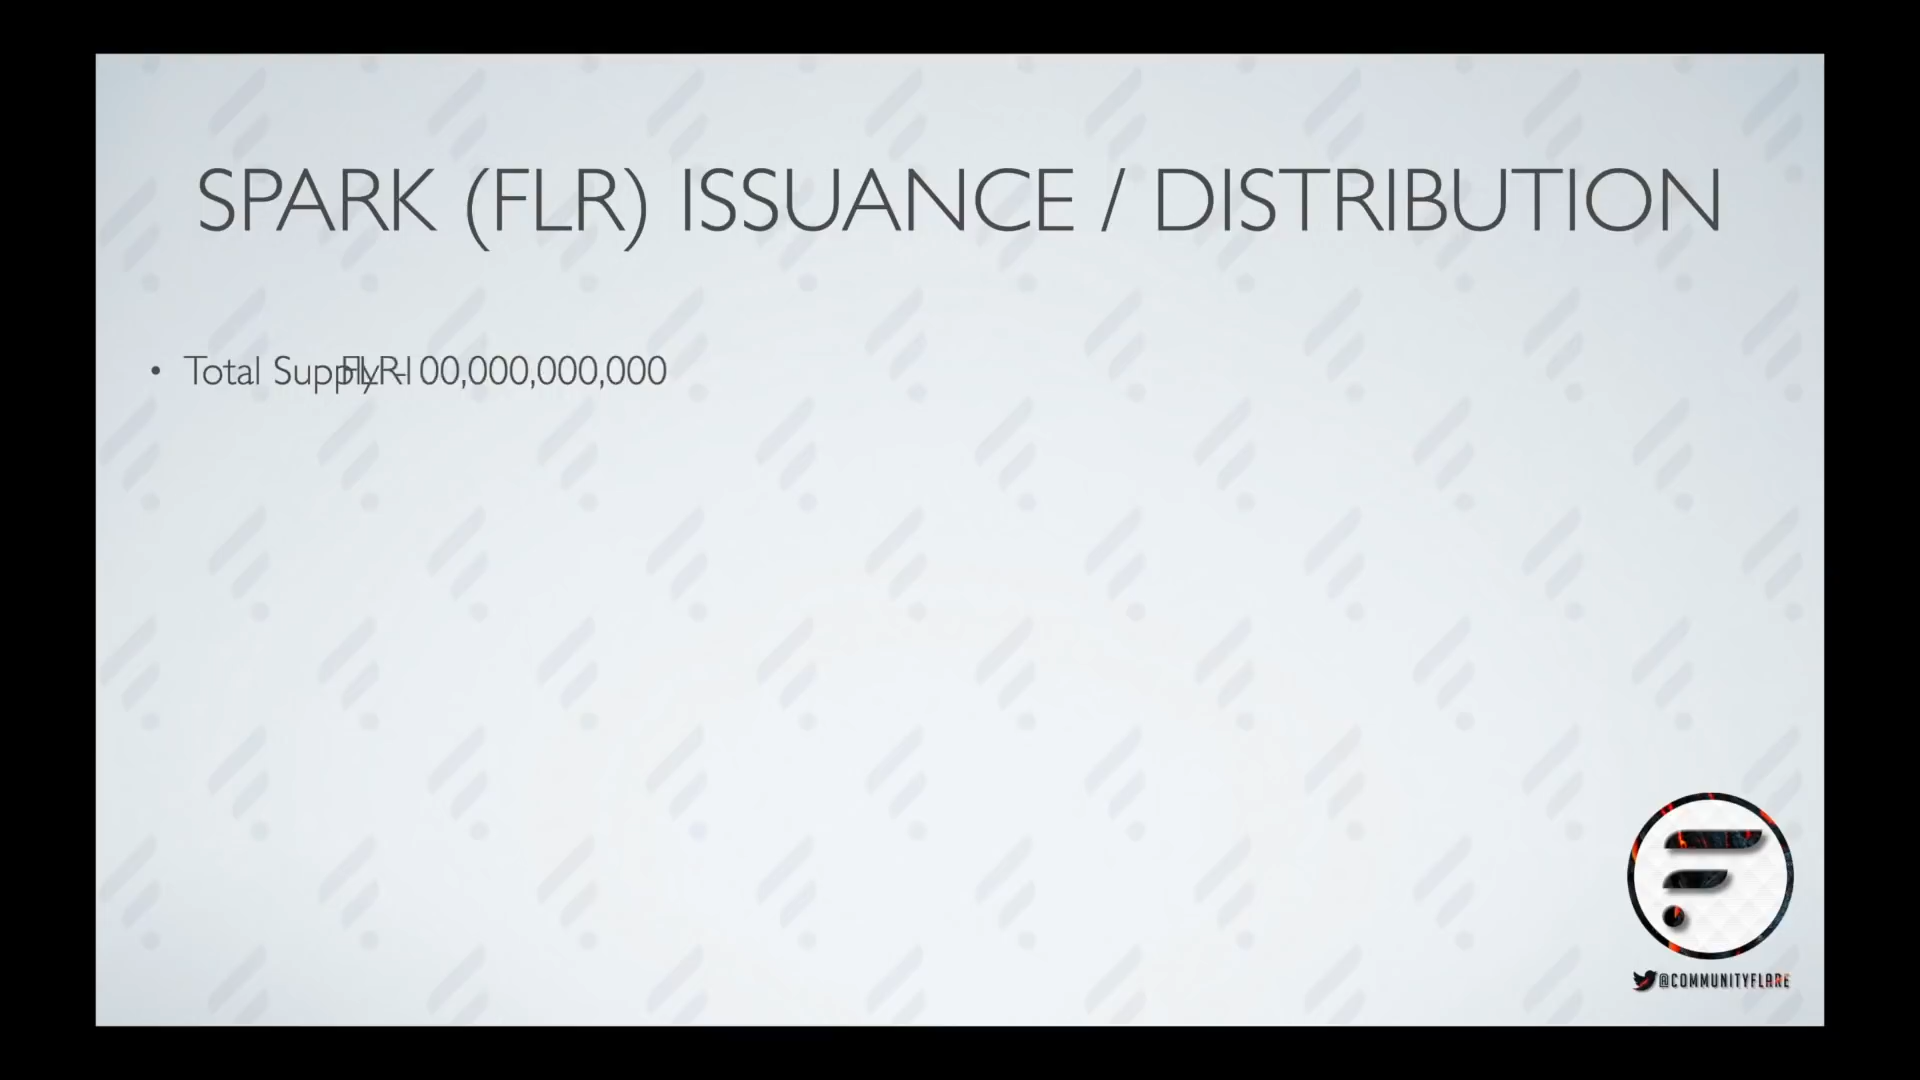 SPARK (FLR) ISSUANCE / DISTRIBUTION
• Total Supply - FLR 100,000,000,000
@COMMUNITYFLARE